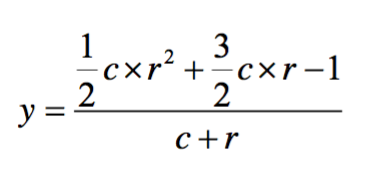 y = (1/2 c × r² + 3/2 c × r − 1) / (c + r)